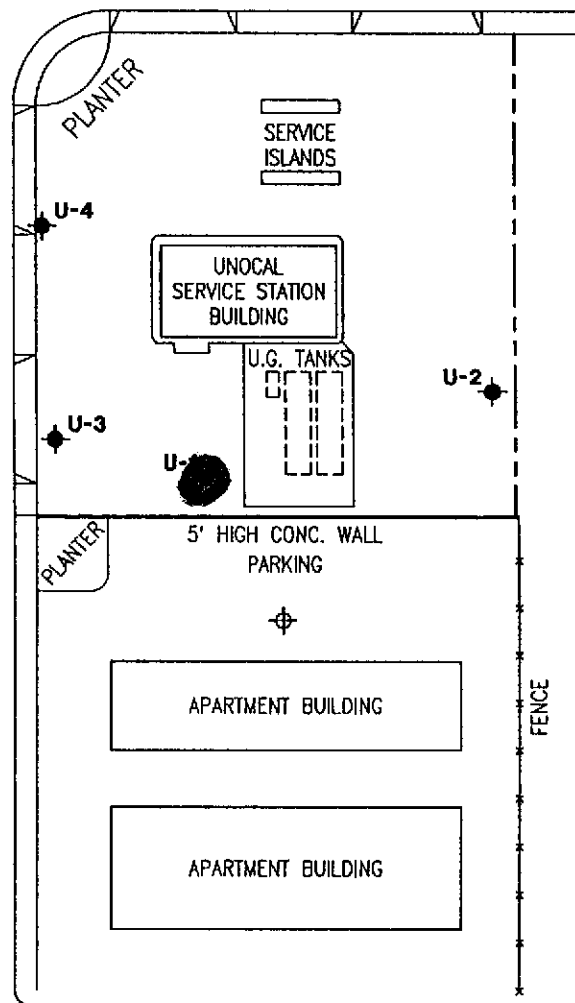 PLANTER
SERVICE
ISLANDS
U-4
UNOCAL
SERVICE STATION
BUILDING
U.G. TANKS
U-2
U-3
5' HIGH CONC. WALL
PLANTER
PARKING
APARTMENT BUILDING
FENCE
APARTMENT BUILDING